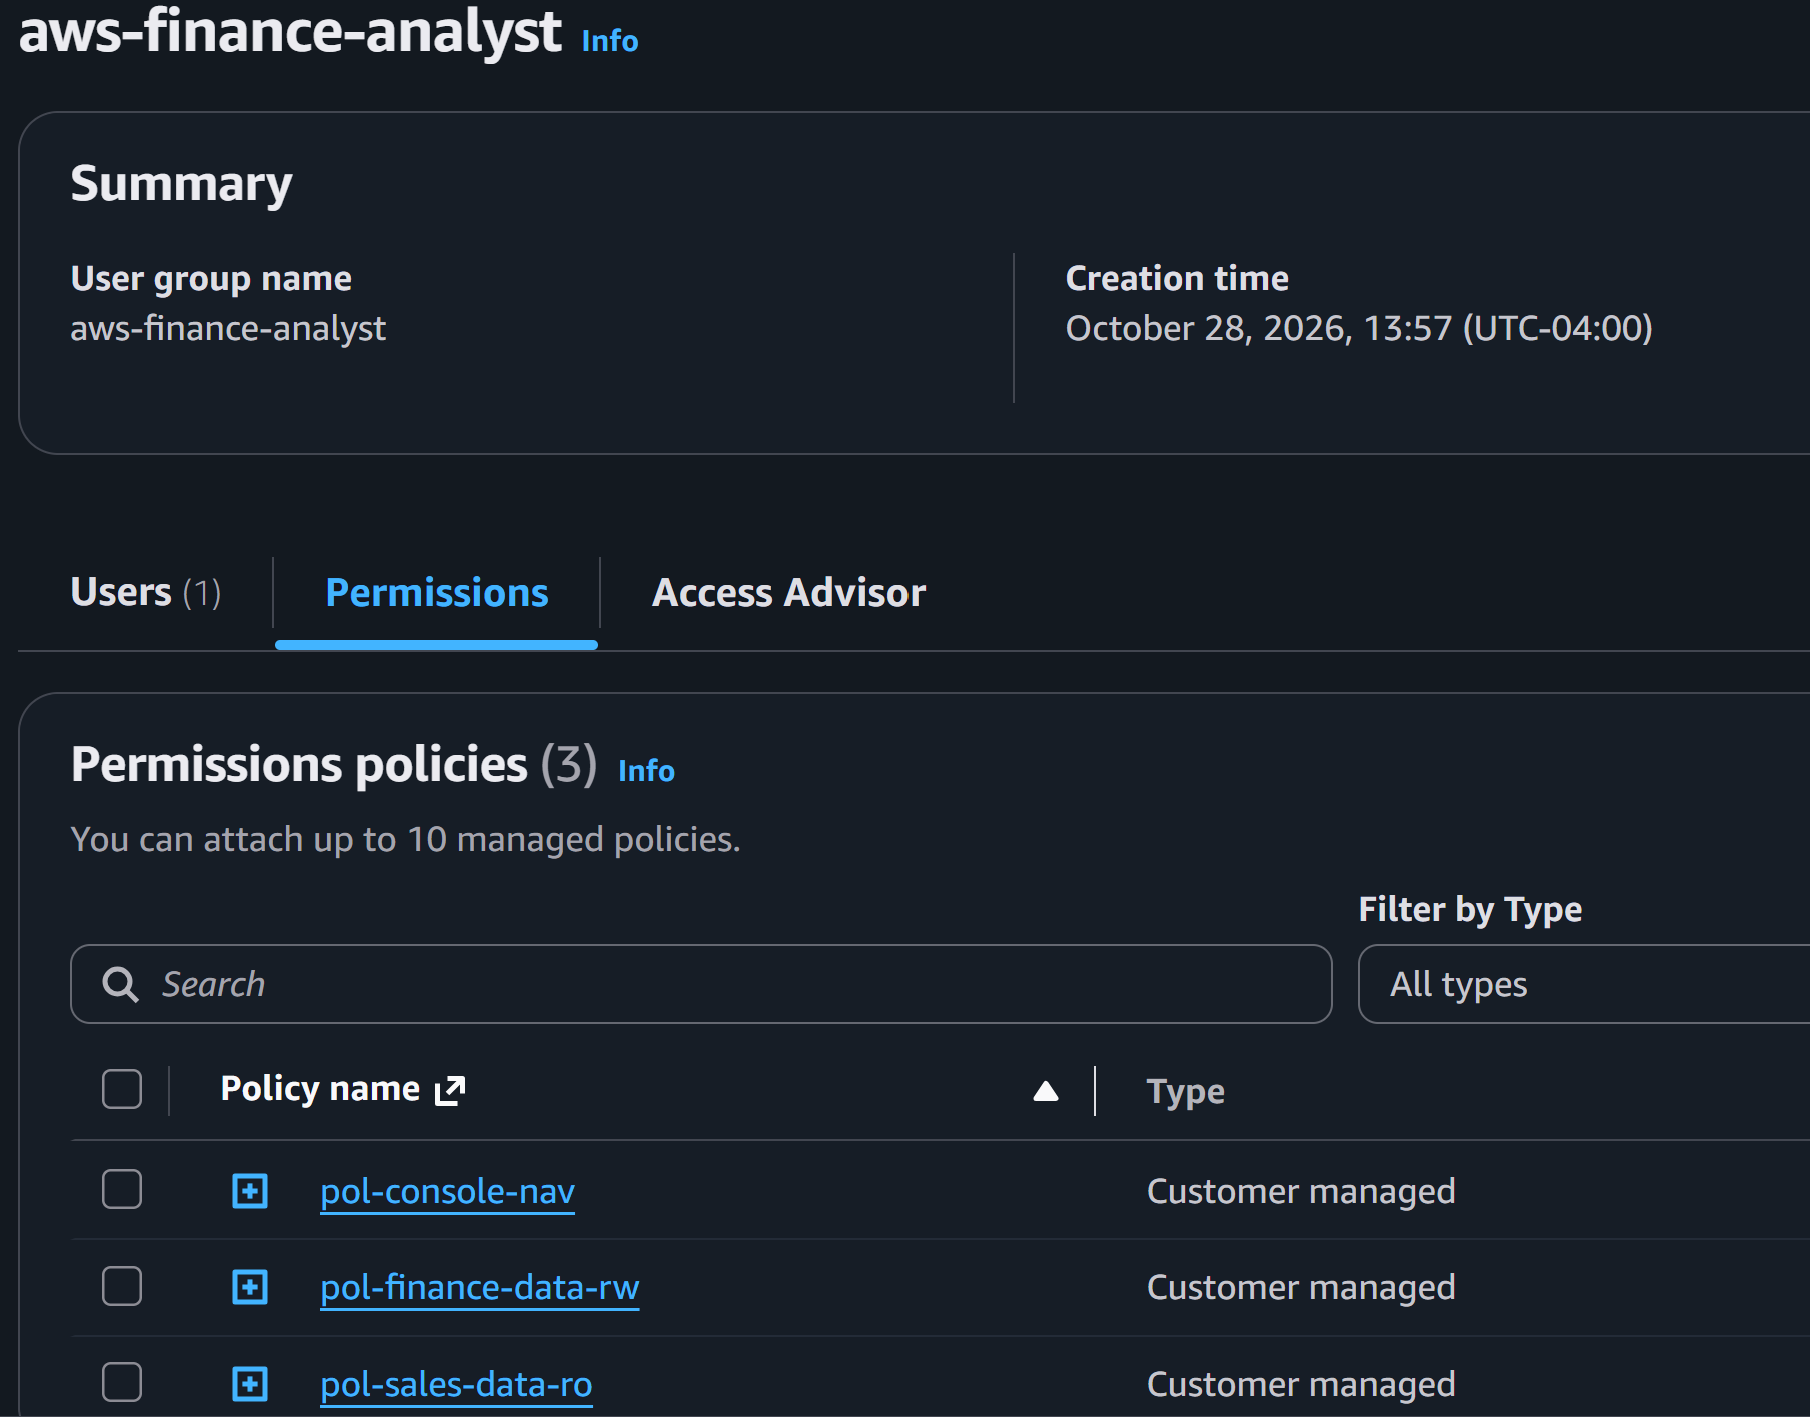 aws-finance-analyst Info
Summary
User group name
aws-finance-analyst
Creation time
October 28, 2026, 13:57 (UTC-04:00)
Users (1)
Permissions
Access Advisor
Permissions policies (3) Info
You can attach up to 10 managed policies.
Filter by Type
Search
All types
Policy name
Type
pol-console-nav
Customer managed
pol-finance-data-rw
Customer managed
pol-sales-data-ro
Customer managed